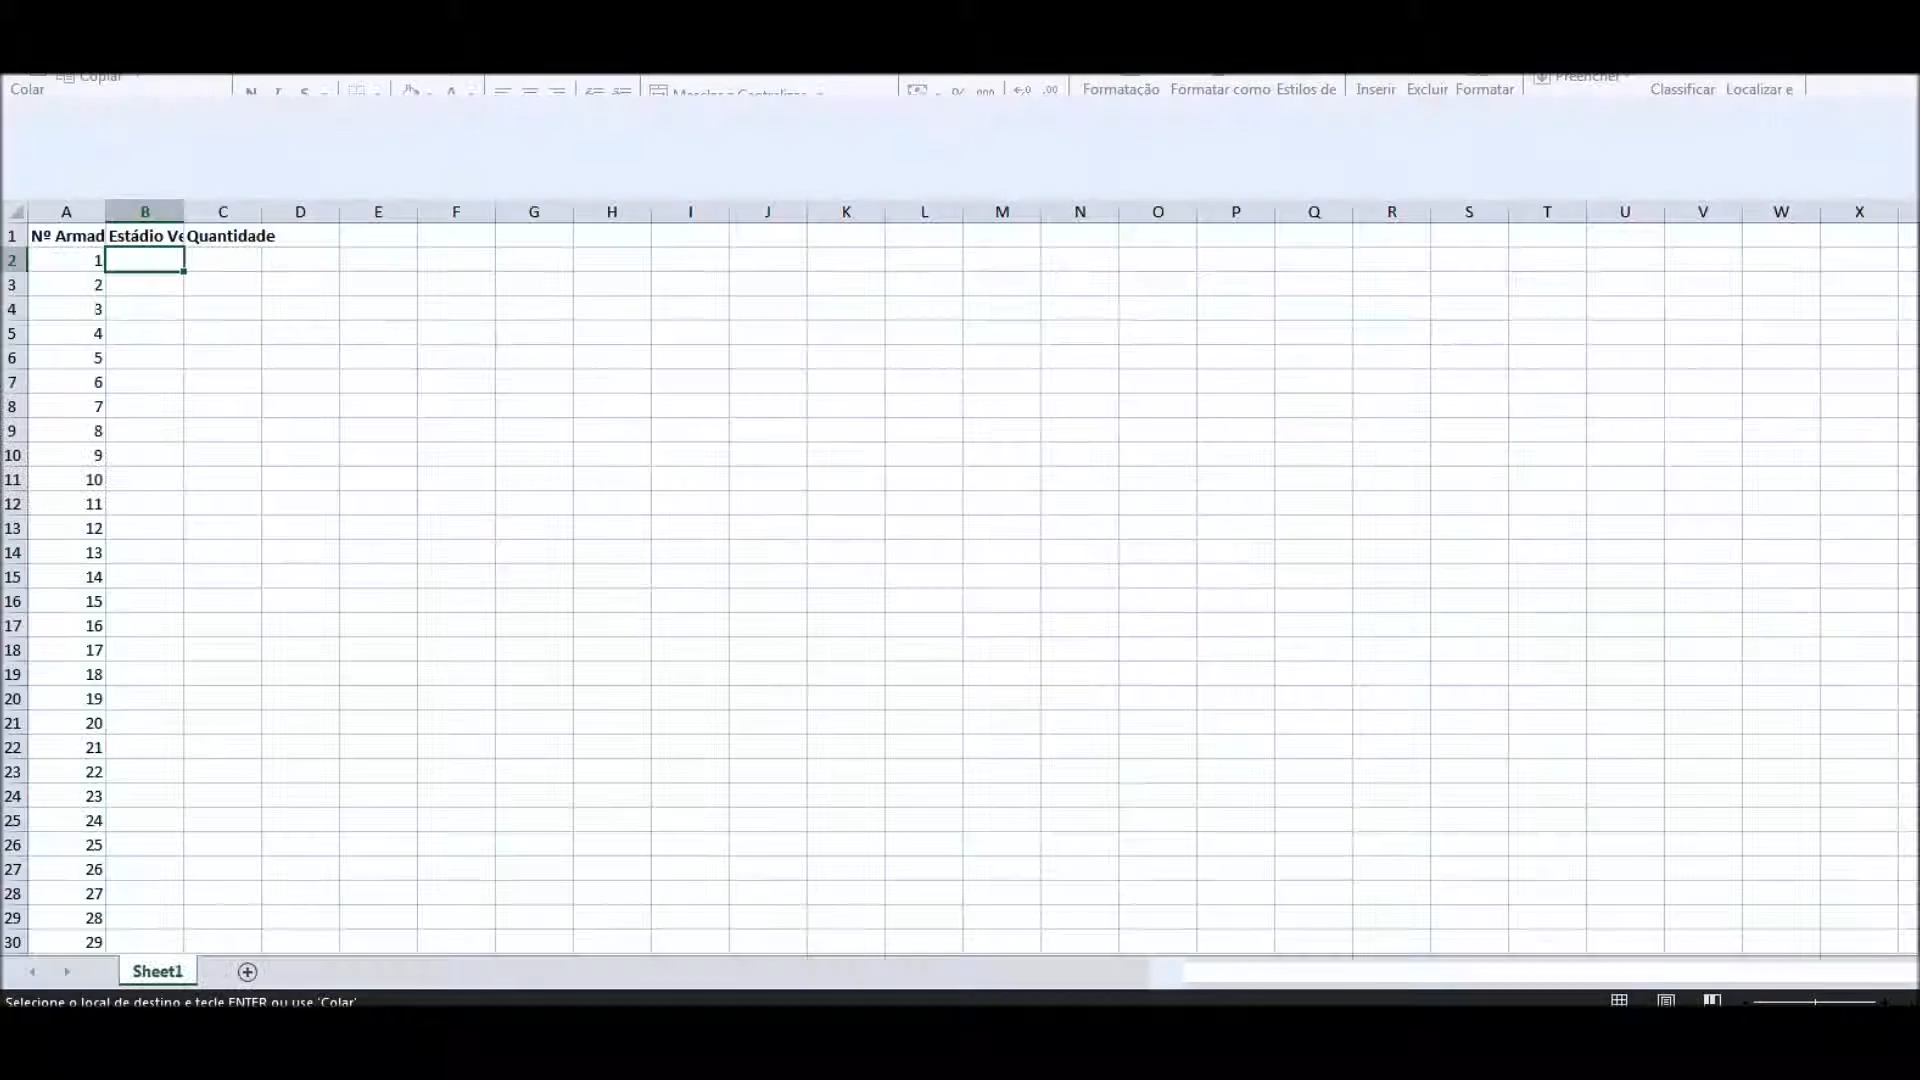 Copiar
Preencher
Colar
N I S
Formatação Formatar como Estilos de
Inserir Excluir Formatar
Classificar Localizar e
A B C D E F G H I J K L M N O P Q R S T U V W X
1 Nº Armad Estádio Ve Quantidade
2 1
3 2
4 3
5 4
6 5
7 6
8 7
9 8
10 9
11 10
12 11
13 12
14 13
15 14
16 15
17 16
18 17
19 18
20 19
21 20
22 21
23 22
24 23
25 24
26 25
27 26
28 27
29 28
30 29
Sheet1
Selecione o local de destino e tecle ENTER ou use 'Colar'